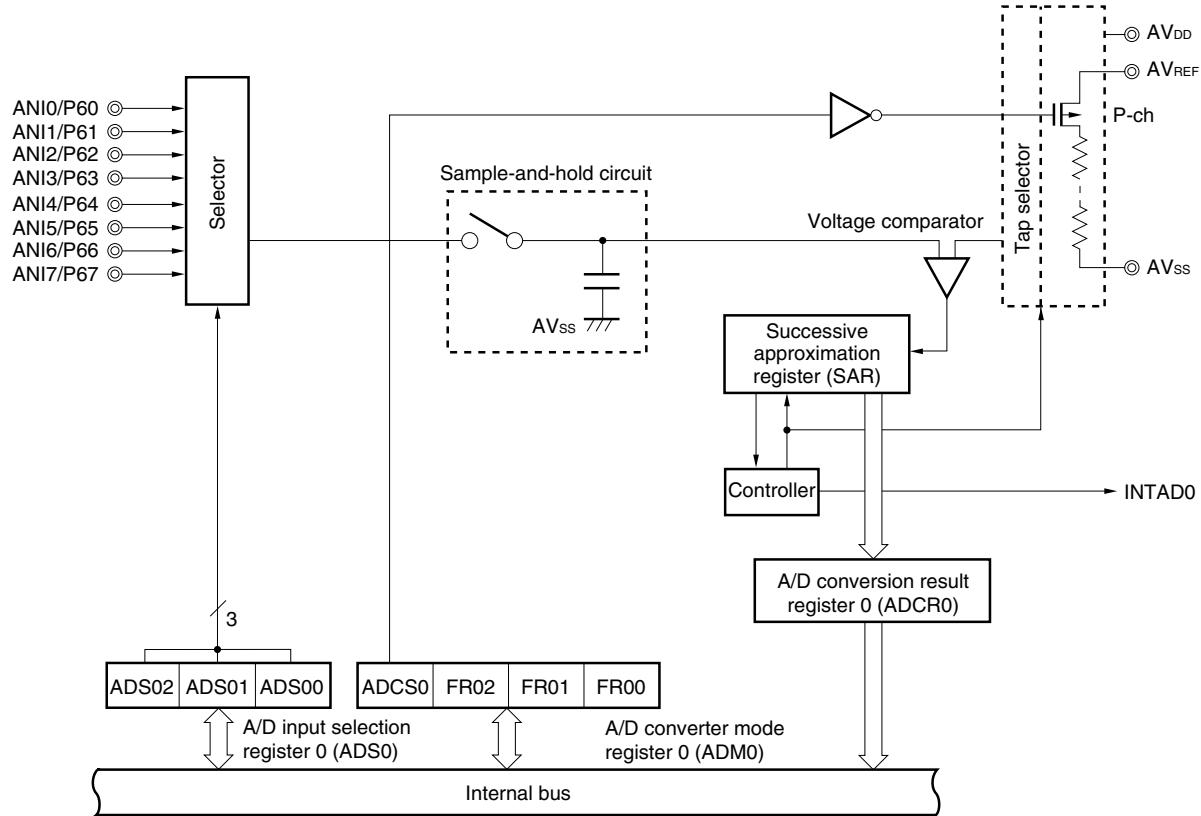 AVDD
AVREF
P-ch
Tap selector
AVSS
ANI0/P60
ANI1/P61
ANI2/P62
ANI3/P63
ANI4/P64
ANI5/P65
ANI6/P66
ANI7/P67
Selector
Sample-and-hold circuit
AVSS
Voltage comparator
Successive
approximation
register (SAR)
Controller
INTAD0
A/D conversion result
register 0 (ADCR0)
3
ADS02 ADS01 ADS00
ADCS0 FR02 FR01 FR00
A/D input selection
register 0 (ADS0)
A/D converter mode
register 0 (ADM0)
Internal bus